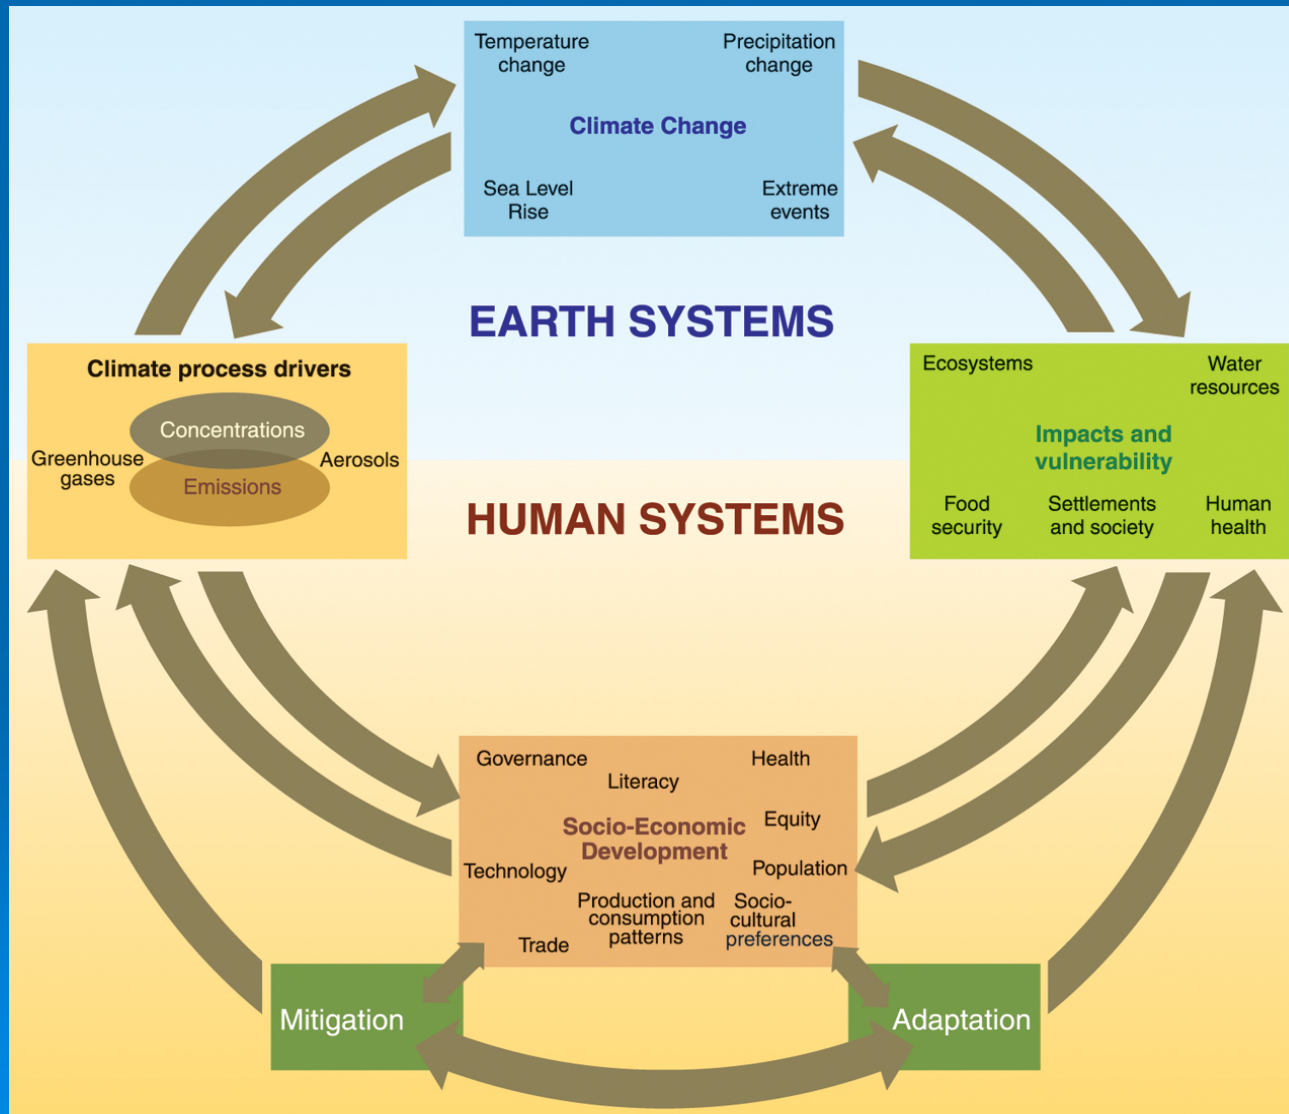 Temperature
change
Precipitation
change
Climate Change
Sea Level
Rise
Extreme
events
EARTH SYSTEMS
Climate process drivers
Concentrations
Greenhouse
gases
Aerosols
Emissions
Ecosystems
Water
resources
Impacts and
vulnerability
Food
security
Settlements
and society
Human
health
HUMAN SYSTEMS
Governance
Literacy
Health
Socio-Economic
Development
Equity
Technology
Population
Production and
consumption
patterns
Socio-
cultural
preferences
Trade
Mitigation
Adaptation